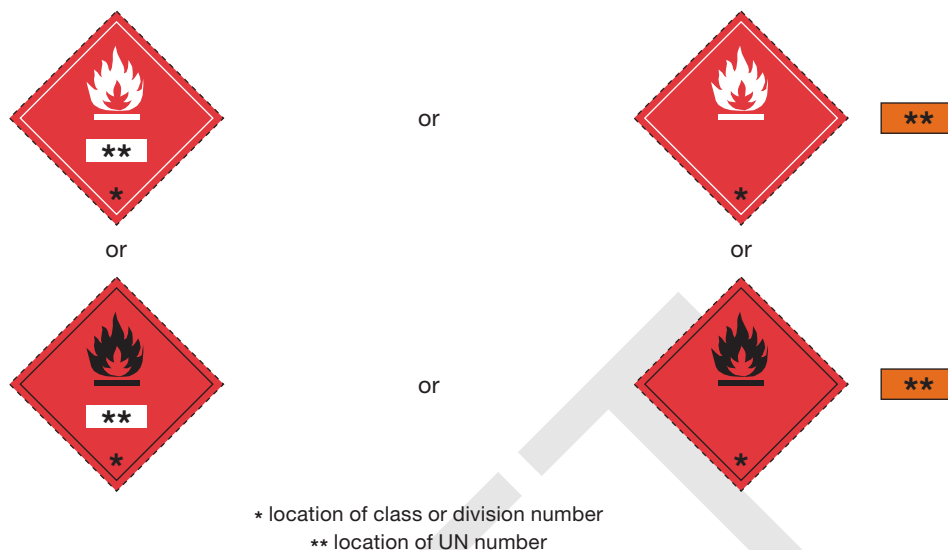 or
**
**
*
*
or
or
or
**
**
*
*
* location of class or division number
** location of UN number